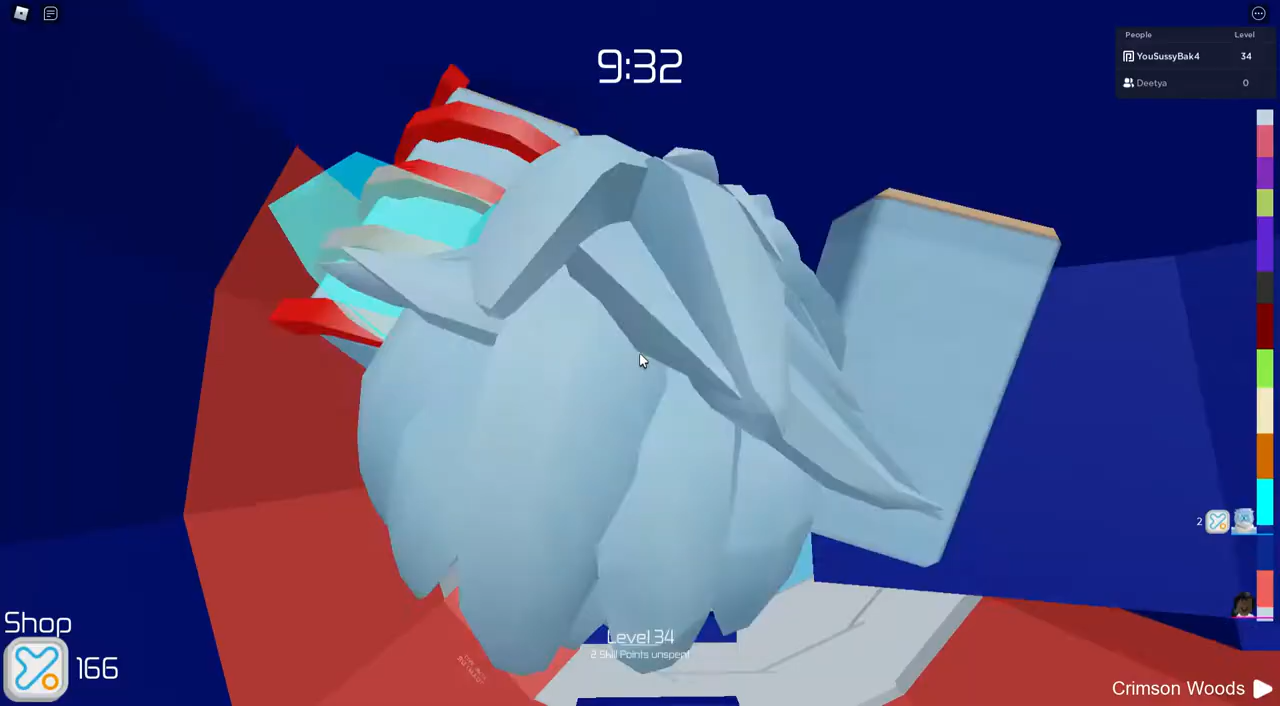 9:32
People Level
YouSussyBak4 34
Deetya 0
2
Shop
166
Level 34
2 Skill Points unspent
Crimson Woods